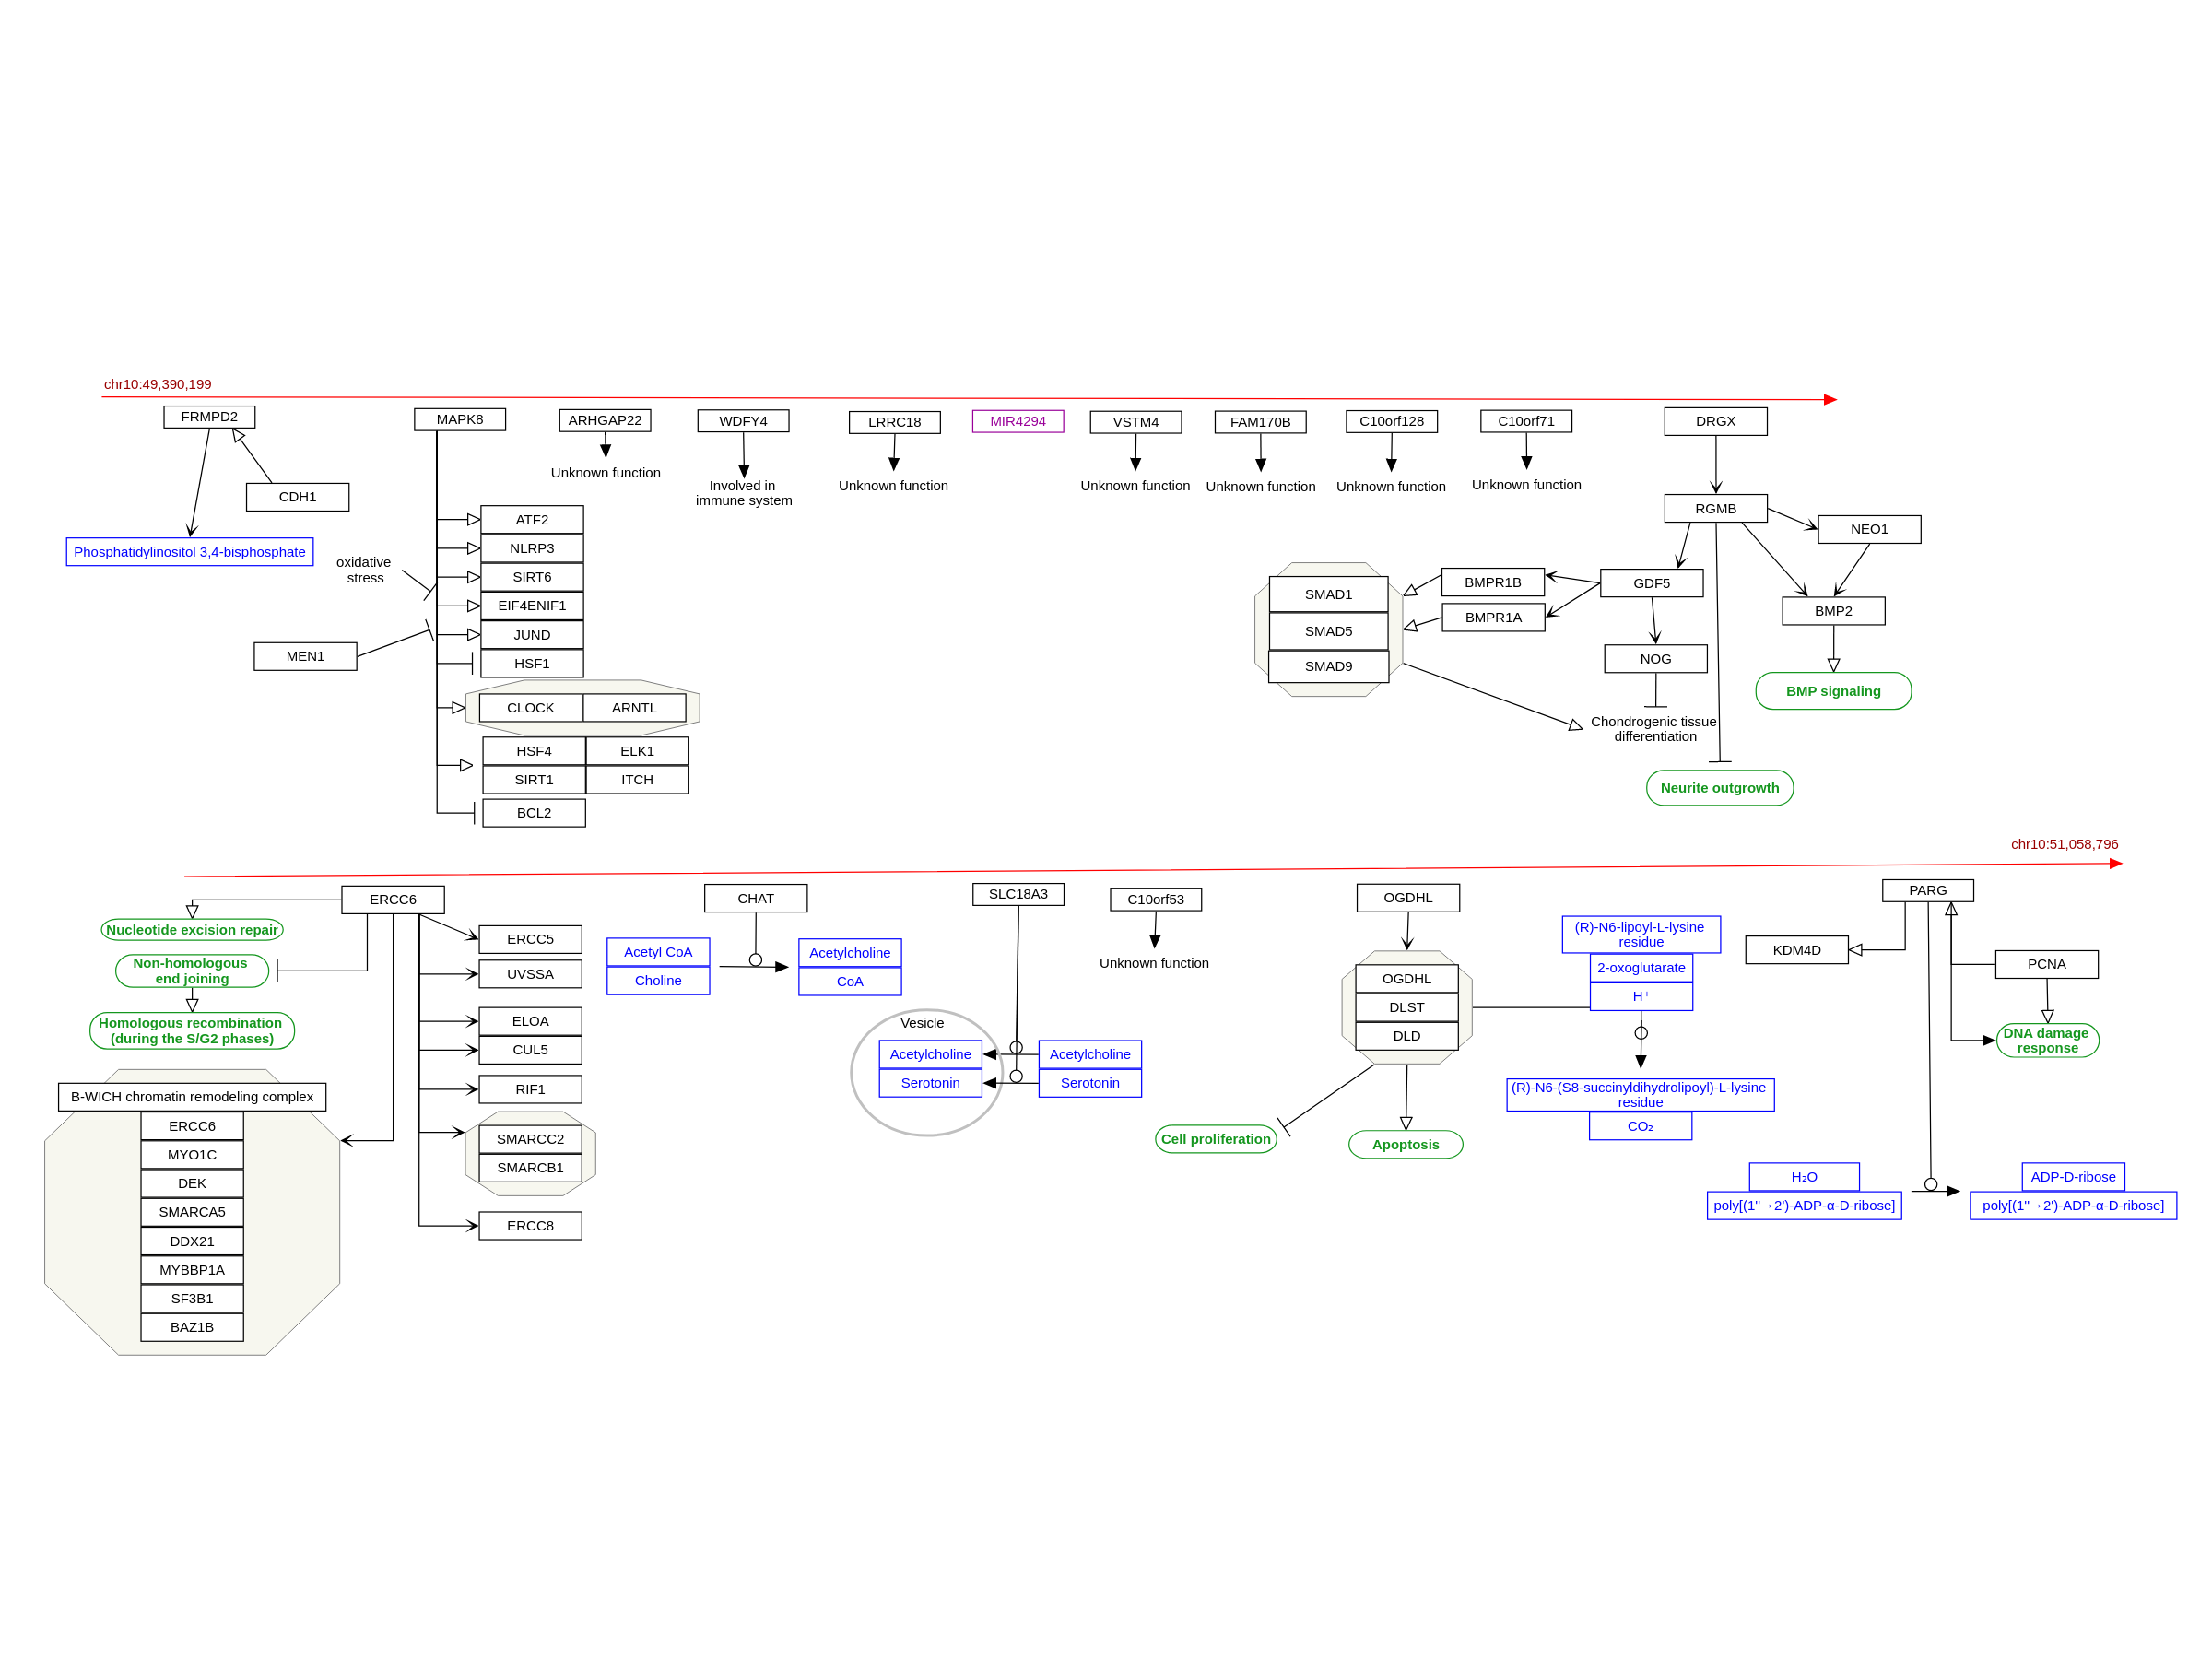 chr10:49,390,199
FRMPD2
MAPK8
ARHGAP22
WDFY4
LRRC18
MIR4294
VSTM4
FAM170B
C10orf128
C10orf71
DRGX
Unknown function
Involved in
immune system
Unknown function
Unknown function
Unknown function
Unknown function
Unknown function
CDH1
Phosphatidylinositol 3,4-bisphosphate
oxidative
stress
MEN1
ATF2
NLRP3
SIRT6
EIF4ENIF1
JUND
HSF1
CLOCK
ARNTL
HSF4
ELK1
SIRT1
ITCH
BCL2
RGMB
NEO1
SMAD1
SMAD5
SMAD9
BMPR1B
BMPR1A
GDF5
BMP2
NOG
BMP signaling
Chondrogenic tissue
differentiation
Neurite outgrowth
chr10:51,058,796
ERCC6
CHAT
SLC18A3
C10orf53
OGDHL
PARG
Nucleotide excision repair
Non-homologous
end joining
Homologous recombination
(during the S/G2 phases)
B-WICH chromatin remodeling complex
ERCC6
MYO1C
DEK
SMARCA5
DDX21
MYBBP1A
SF3B1
BAZ1B
ERCC5
UVSSA
ELOA
CUL5
RIF1
SMARCC2
SMARCB1
ERCC8
Acetyl CoA
Choline
Acetylcholine
CoA
Vesicle
Acetylcholine
Serotonin
Acetylcholine
Serotonin
Unknown function
OGDHL
DLST
DLD
Cell proliferation
Apoptosis
(R)-N6-lipoyl-L-lysine
residue
2-oxoglutarate
H⁺
(R)-N6-(S8-succinyldihydrolipoyl)-L-lysine
residue
CO₂
KDM4D
PCNA
DNA damage
response
H₂O
poly[(1''→2')-ADP-α-D-ribose]
ADP-D-ribose
poly[(1''→2')-ADP-α-D-ribose]